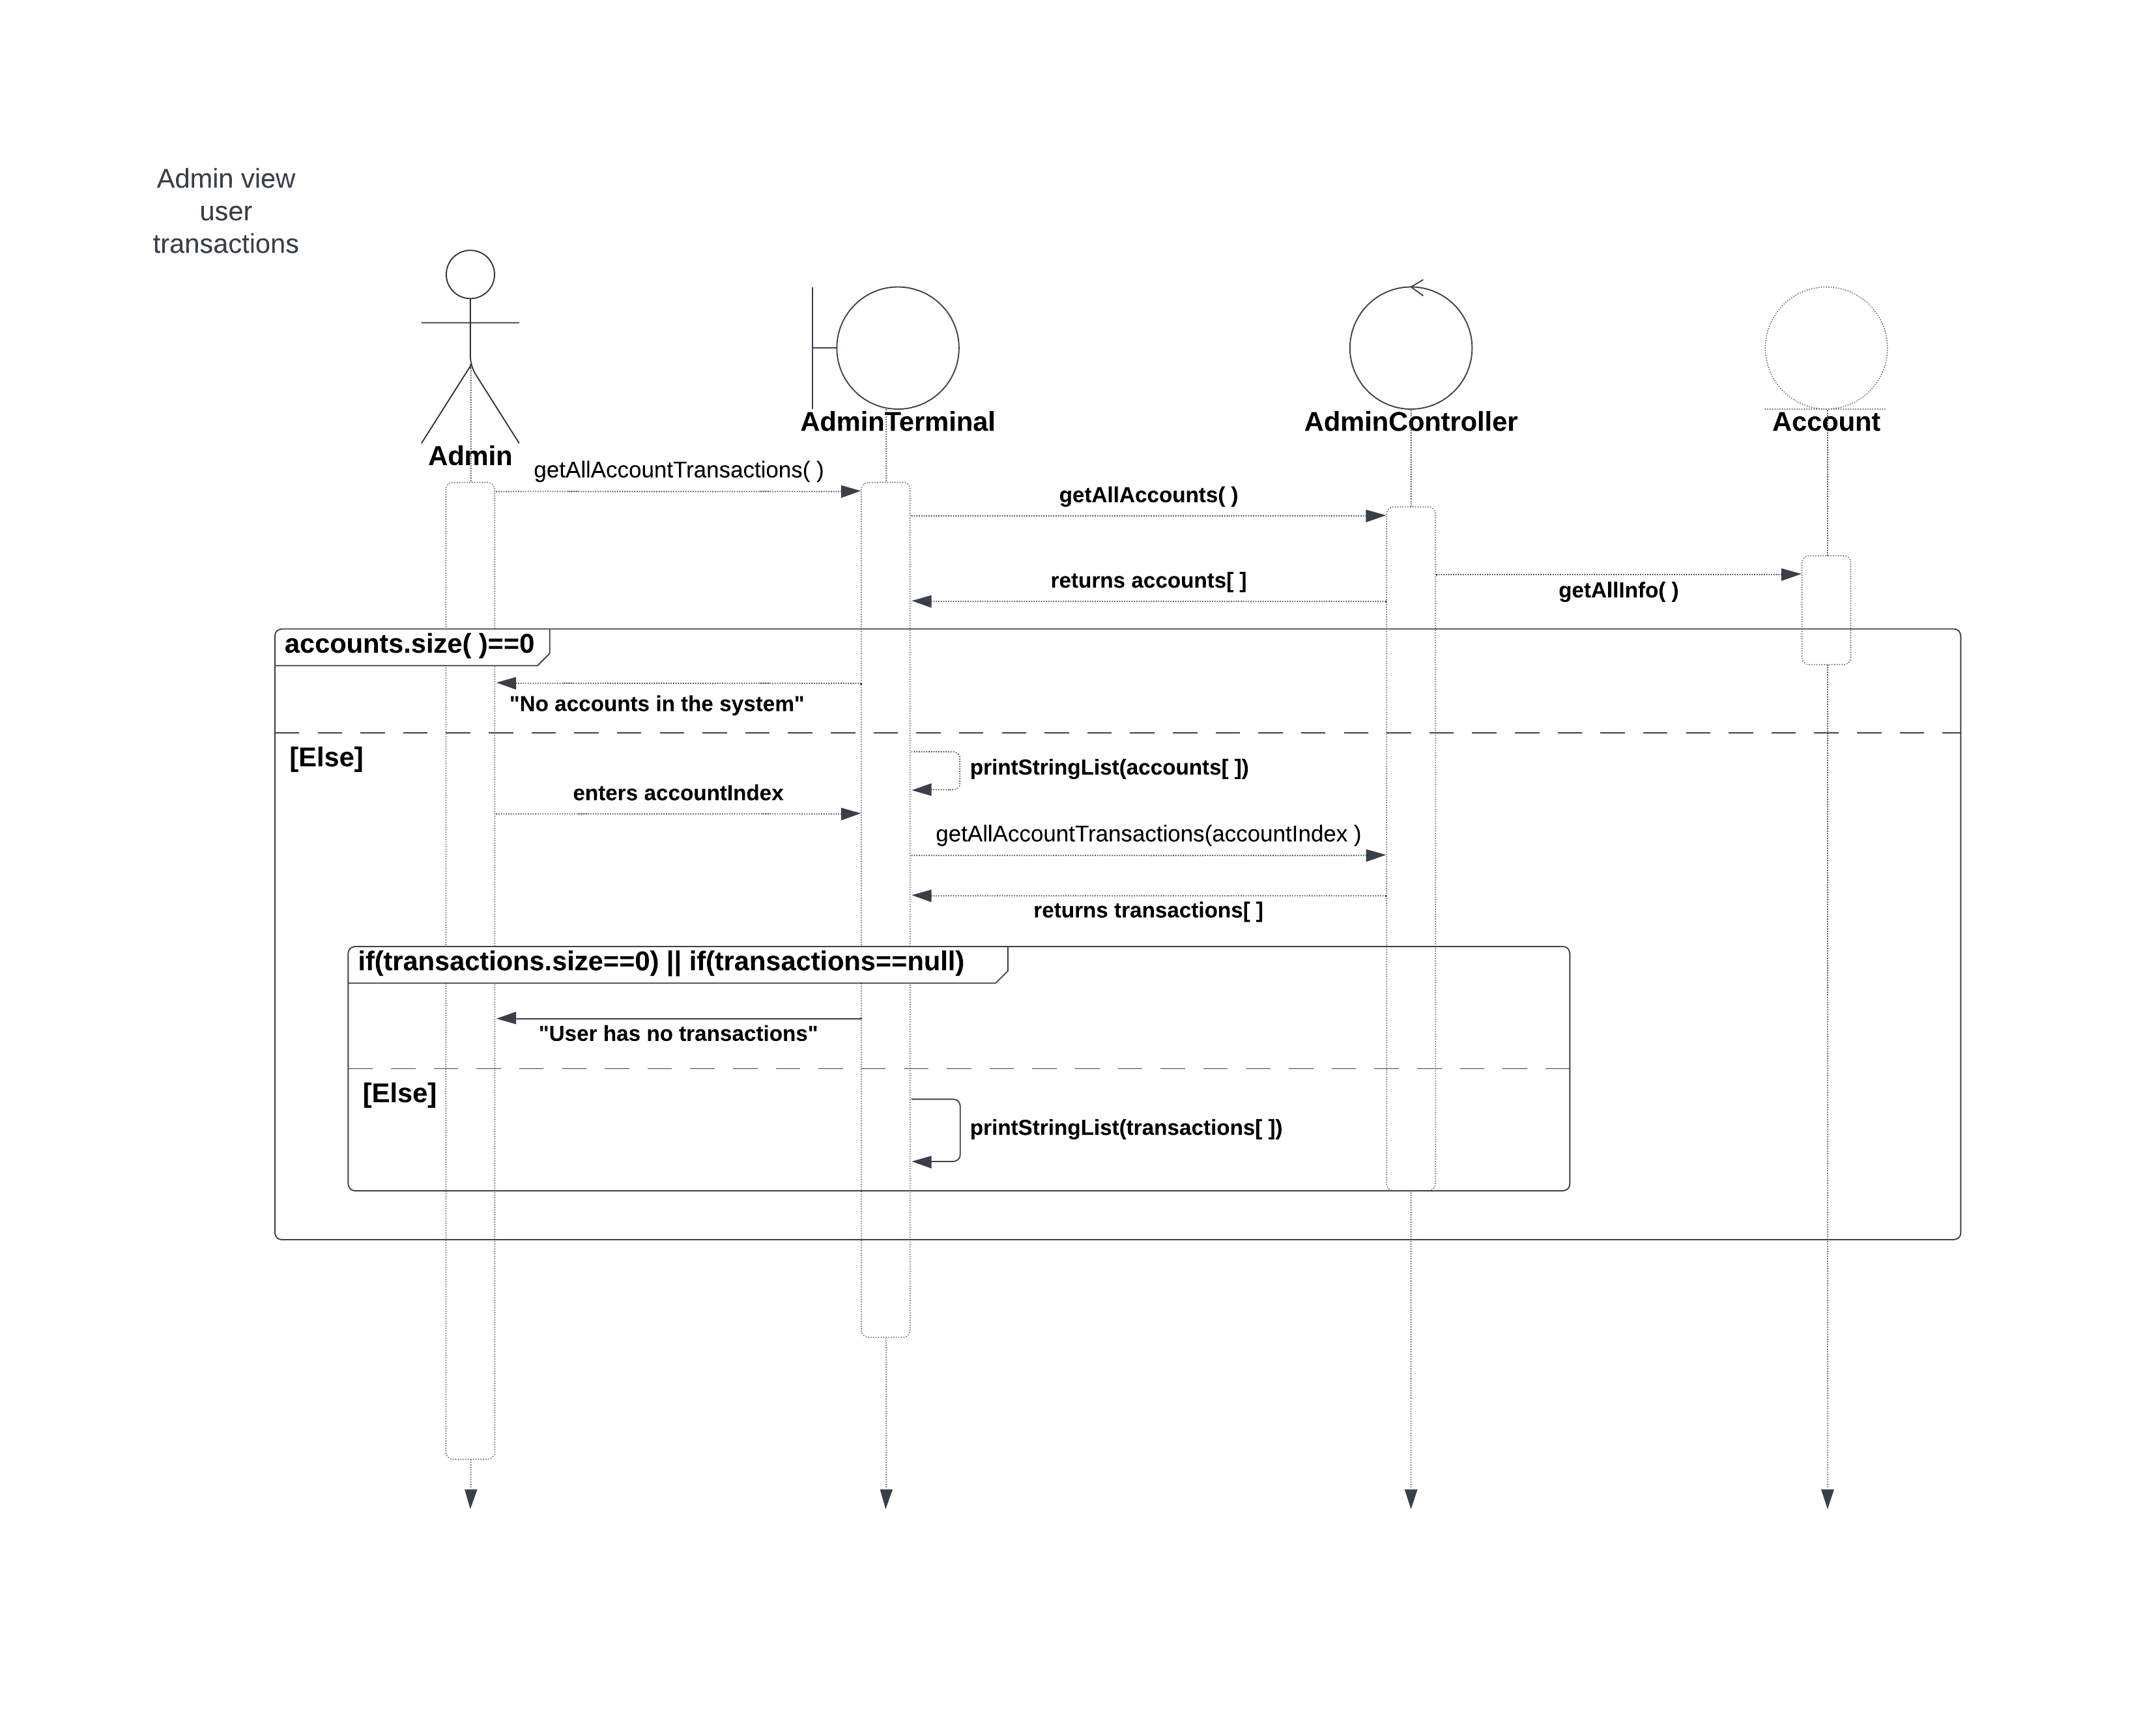 Admin view
user
transactions
Admin
AdminTerminal
AdminController
Account
getAllAccountTransactions( )
getAllAccounts( )
getAllInfo( )
returns accounts[ ]
accounts.size( )==0
"No accounts in the system"
[Else]
printStringList(accounts[ ])
enters accountIndex
getAllAccountTransactions(accountIndex )
returns transactions[ ]
if(transactions.size==0) || if(transactions==null)
"User has no transactions"
[Else]
printStringList(transactions[ ])